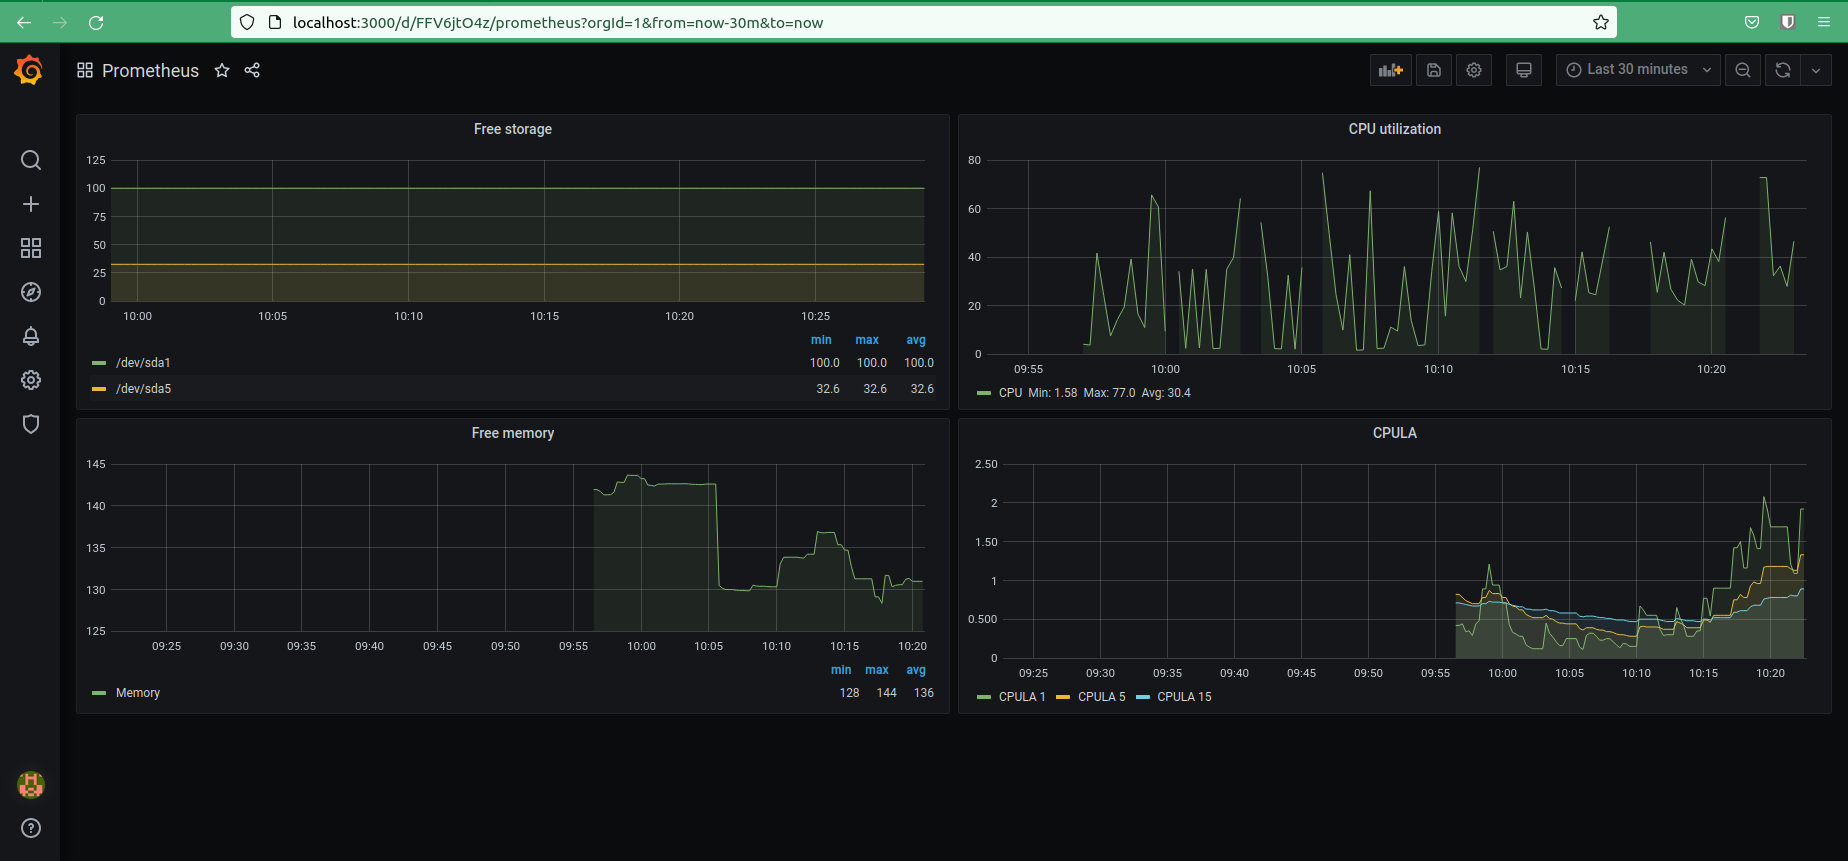 localhost:3000/d/FFV6jtO4z/prometheus?orgId=1&from=now-30m&to=now
Prometheus
Last 30 minutes
Free storage
125
100
75
50
25
0
10:00 10:05 10:10 10:15 10:20 10:25
min max avg
/dev/sda1 100.0 100.0 100.0
/dev/sda5 32.6 32.6 32.6
CPU utilization
80
60
40
20
0
09:55 10:00 10:05 10:10 10:15 10:20
CPU Min: 1.58 Max: 77.0 Avg: 30.4
Free memory
145
140
135
130
125
09:25 09:30 09:35 09:40 09:45 09:50 09:55 10:00 10:05 10:10 10:15 10:20
min max avg
Memory 128 144 136
CPULA
2.50
2
1.50
1
0.500
0
09:25 09:30 09:35 09:40 09:45 09:50 09:55 10:00 10:05 10:10 10:15 10:20
CPULA 1 CPULA 5 CPULA 15